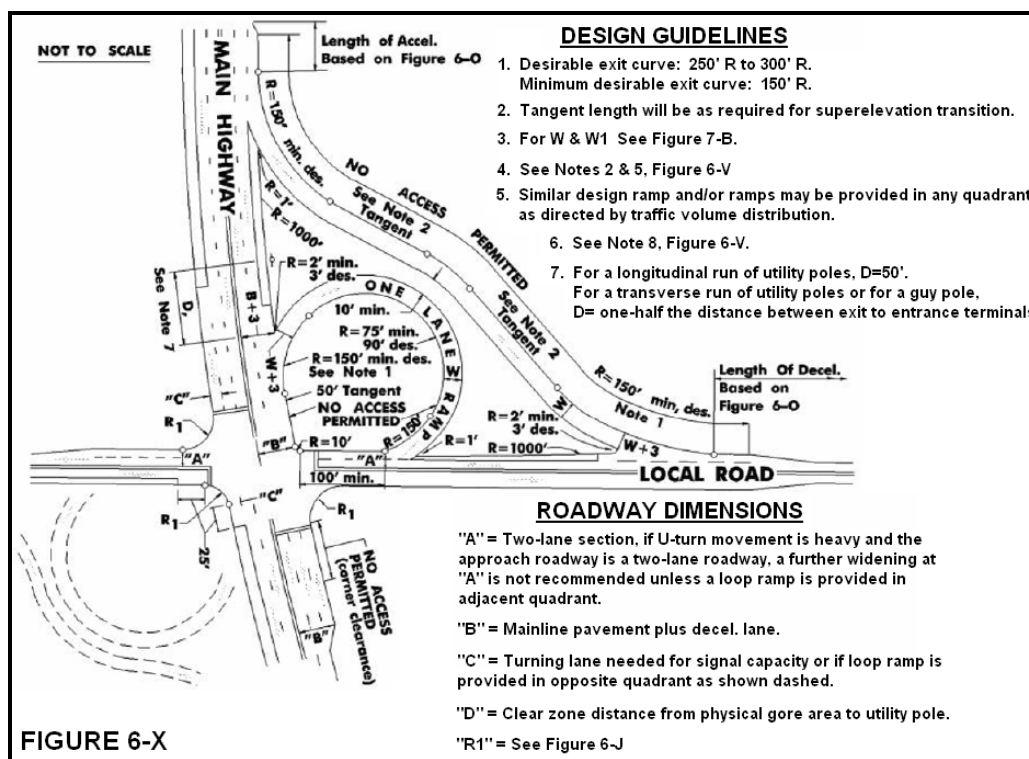 NOT TO SCALE
MAIN HIGHWAY
Length of Accel.
Based on Figure 6-O
R=150' min. des.
NO ACCESS PERMITTED
See Note 2
Tangent
R=1'
R=1000'
R=2' min.
3' des.
See Note 7
D,
B+3
ONE LANE RAMP
10' min.
R=75' min.
90' des.
R=150' min. des.
See Note 1
W+3
50' Tangent
NO ACCESS
PERMITTED
W
See Note 2
Tangent
W
"C"
R1
"B"
R=10'
R=150'
R=1'
R=2' min.
3' des.
R=1000'
R=150' min, des.
Note 1
W+3
Length Of Decel.
Based on
Figure 6-O
"A"
"A"
100' min.
LOCAL ROAD
"C"
R1
R1
25'
NO ACCESS
PERMITTED
(corner clearance)
"B"
DESIGN GUIDELINES
1. Desirable exit curve: 250' R to 300' R.
Minimum desirable exit curve: 150' R.
2. Tangent length will be as required for superelevation transition.
3. For W & W1 See Figure 7-B.
4. See Notes 2 & 5, Figure 6-V
5. Similar design ramp and/or ramps may be provided in any quadrant
as directed by traffic volume distribution.
6. See Note 8, Figure 6-V.
7. For a longitudinal run of utility poles, D=50'.
For a transverse run of utility poles or for a guy pole,
D= one-half the distance between exit to entrance terminals
ROADWAY DIMENSIONS
"A" = Two-lane section, if U-turn movement is heavy and the
approach roadway is a two-lane roadway, a further widening at
"A" is not recommended unless a loop ramp is provided in
adjacent quadrant.
"B" = Mainline pavement plus decel. lane.
"C" = Turning lane needed for signal capacity or if loop ramp is
provided in opposite quadrant as shown dashed.
"D" = Clear zone distance from physical gore area to utility pole.
"R1" = See Figure 6-J
FIGURE 6-X